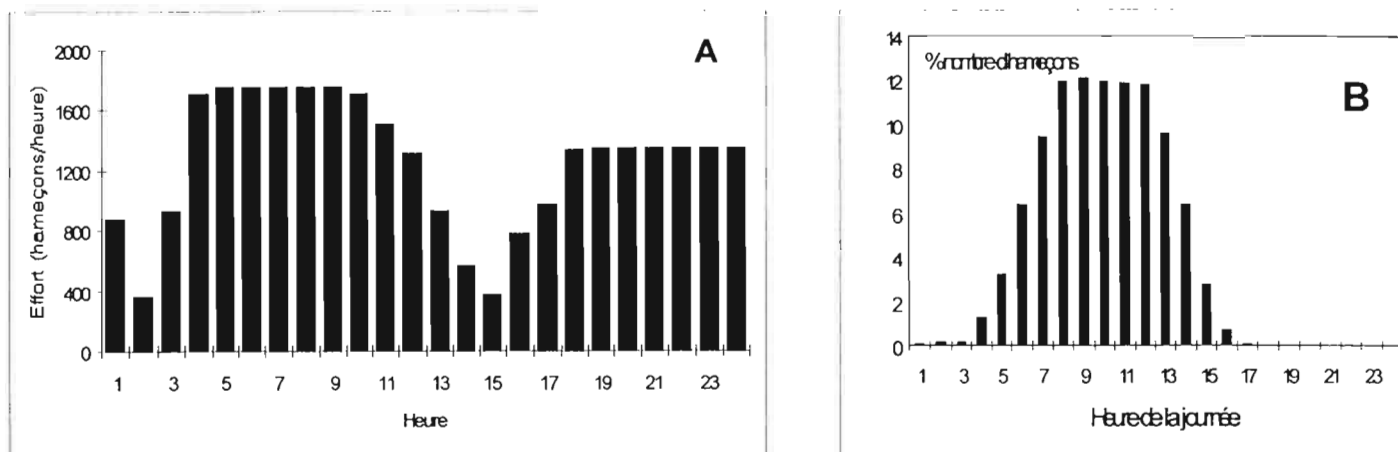 A
Effort (hameçons/heure)
2000
1600
1200
800
400
0
1 3 5 7 9 11 13 15 17 19 21 23
Heure
B
% nombre d'hameçons
14
12
10
8
6
4
2
0
1 3 5 7 9 11 13 15 17 19 21 23
Heure de la journée